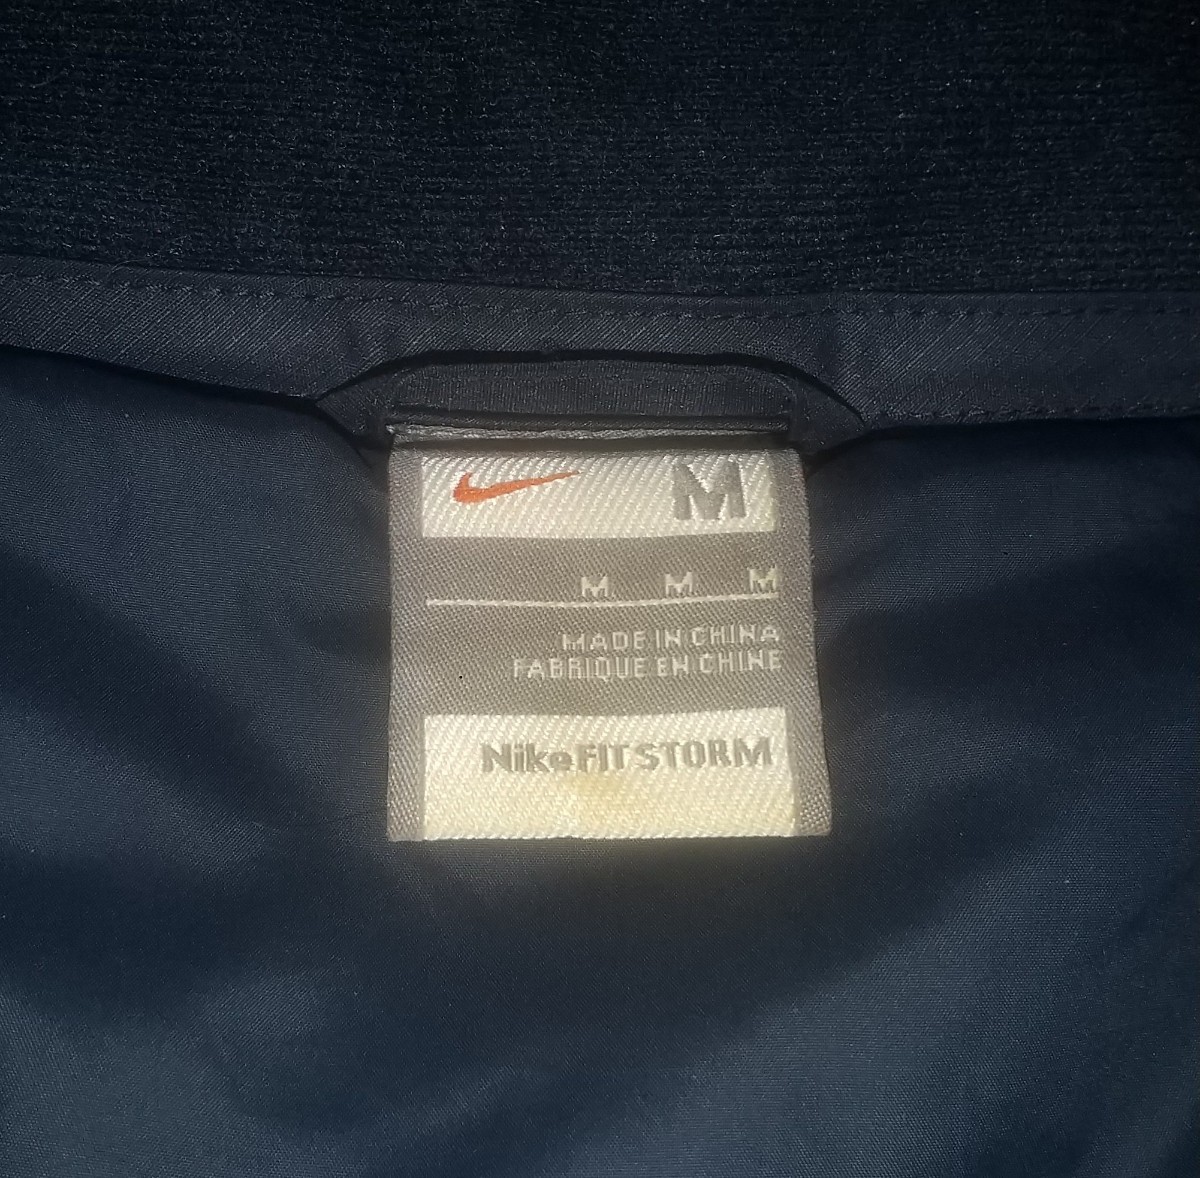 M
M M M
MADE IN CHINA
FABRIQUE EN CHINE
NikeFIT STORM